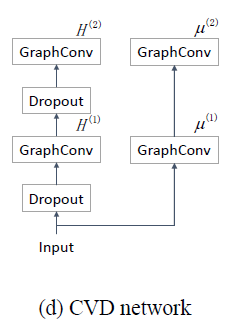 H(2) μ(2)
GraphConv GraphConv
Dropout
H(1) μ(1)
GraphConv GraphConv
Dropout
Input
(d) CVD network